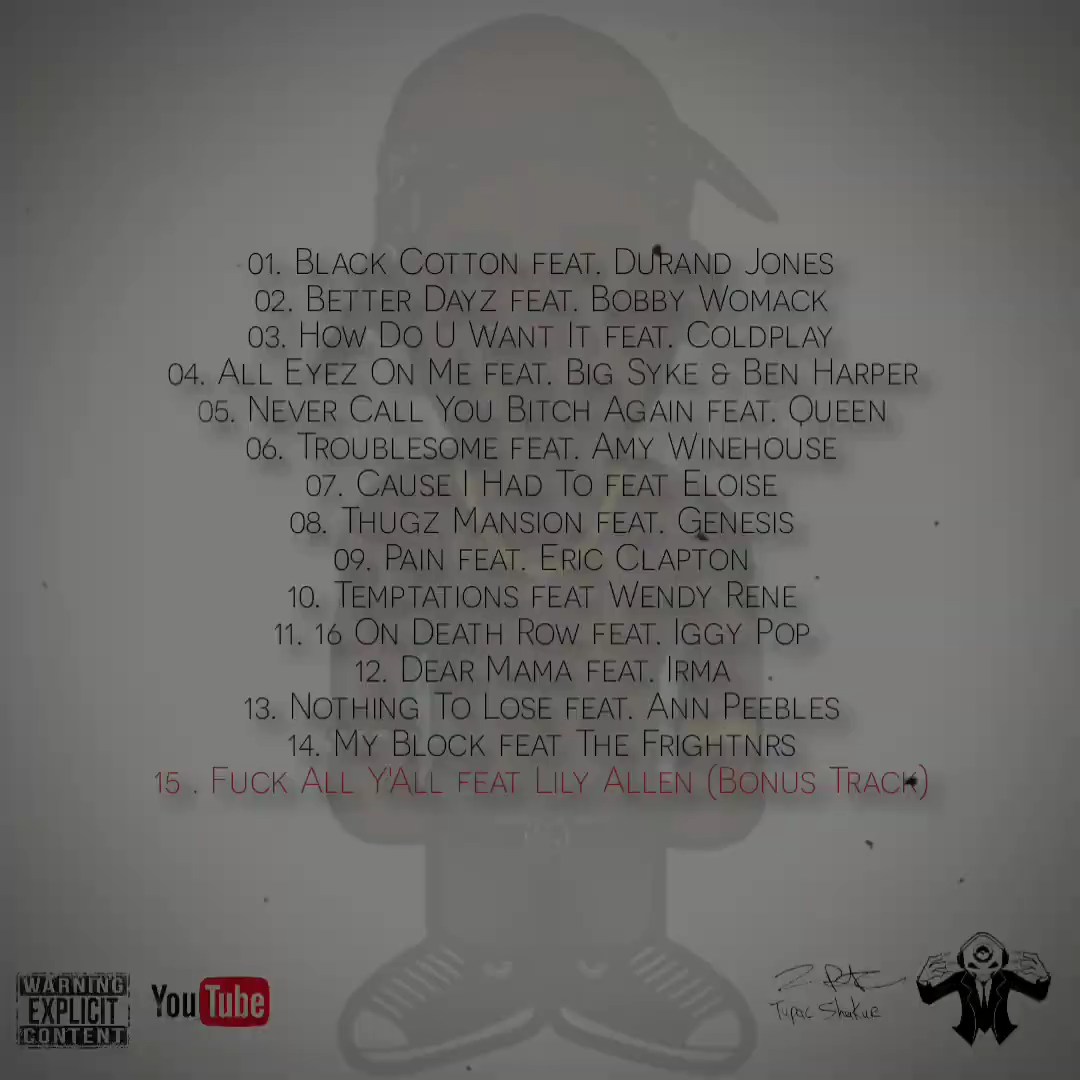 01. Black Cotton feat. Durand Jones
02. Better Dayz feat. Bobby Womack
03. How Do U Want It feat. Coldplay
04. All Eyez On Me feat. Big Syke & Ben Harper
05. Never Call You Bitch Again feat. Queen
06. Troublesome feat. Amy Winehouse
07. Cause I Had To feat Eloise
08. Thugz Mansion feat. Genesis
09. Pain feat. Eric Clapton
10. Temptations feat Wendy Rene
11. 16 On Death Row feat. Iggy Pop
12. Dear Mama feat. Irma
13. Nothing To Lose feat. Ann Peebles
14. My Block feat The Frightnrs
15 . Fuck All Y'All feat Lily Allen (Bonus Track)
WARNING
EXPLICIT
CONTENT
YouTube
Tupac Shakur